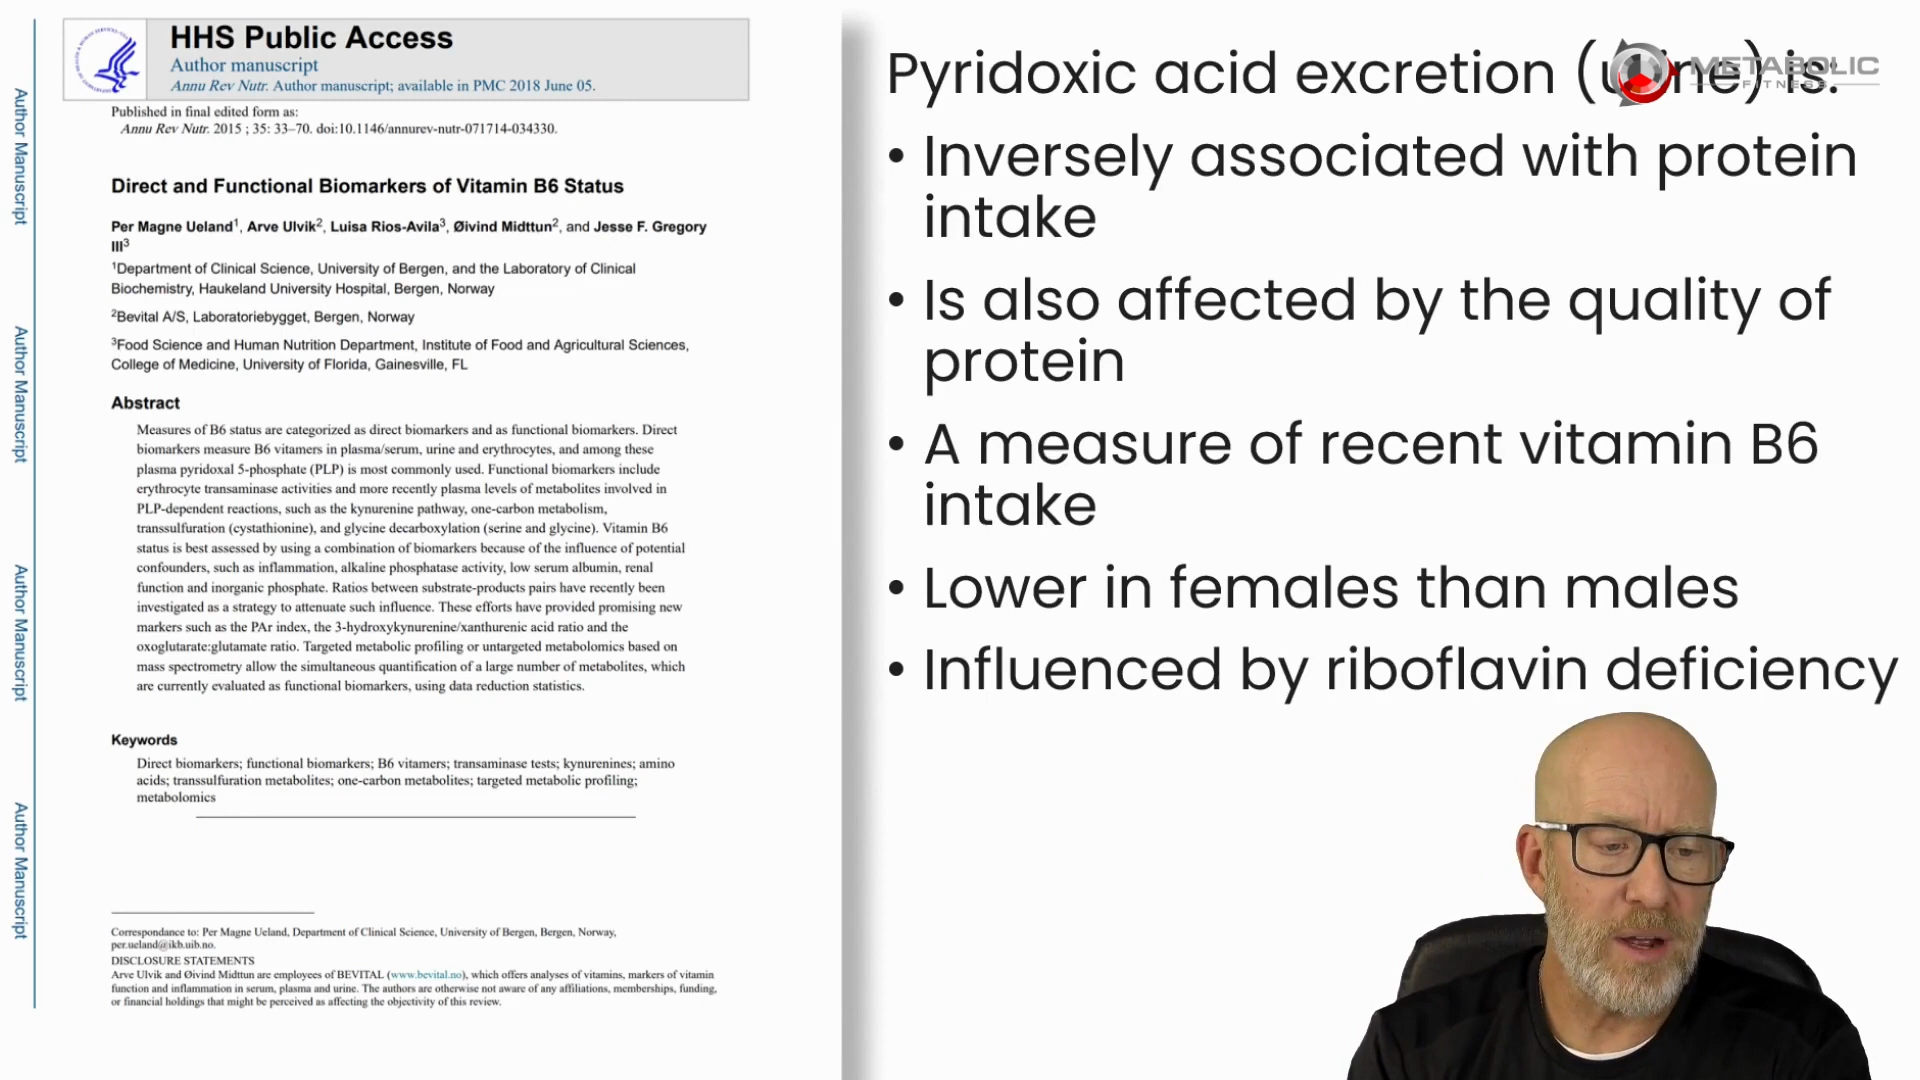 HHS Public Access
Author manuscript
Annu Rev Nutr. Author manuscript; available in PMC 2018 June 05.
Published in final edited form as:
Annu Rev Nutr. 2015 ; 35: 33–70. doi:10.1146/annurev-nutr-071714-034330.
Direct and Functional Biomarkers of Vitamin B6 Status
Per Magne Ueland1, Arve Ulvik2, Luisa Rios-Avila3, Øivind Midttun2, and Jesse F. Gregory
III3
1Department of Clinical Science, University of Bergen, and the Laboratory of Clinical
Biochemistry, Haukeland University Hospital, Bergen, Norway
2Bevital A/S, Laboratoriebygget, Bergen, Norway
3Food Science and Human Nutrition Department, Institute of Food and Agricultural Sciences,
College of Medicine, University of Florida, Gainesville, FL
Abstract
Measures of B6 status are categorized as direct biomarkers and as functional biomarkers. Direct
biomarkers measure B6 vitamers in plasma/serum, urine and erythrocytes, and among these
plasma pyridoxal 5-phosphate (PLP) is most commonly used. Functional biomarkers include
erythrocyte transaminase activities and more recently plasma levels of metabolites involved in
PLP-dependent reactions, such as the kynurenine pathway, one-carbon metabolism,
transsulfuration (cystathionine), and glycine decarboxylation (serine and glycine). Vitamin B6
status is best assessed by using a combination of biomarkers because of the influence of potential
confounders, such as inflammation, alkaline phosphatase activity, low serum albumin, renal
function and inorganic phosphate. Ratios between substrate-products pairs have recently been
investigated as a strategy to attenuate such influence. These efforts have provided promising new
markers such as the PAr index, the 3-hydroxykynurenine/xanthurenic acid ratio and the
oxoglutarate:glutamate ratio. Targeted metabolic profiling or untargeted metabolomics based on
mass spectrometry allow the simultaneous quantification of a large number of metabolites, which
are currently evaluated as functional biomarkers, using data reduction statistics.
Keywords
Direct biomarkers; functional biomarkers; B6 vitamers; transaminase tests; kynurenines; amino
acids; transsulfuration metabolites; one-carbon metabolites; targeted metabolic profiling;
metabolomics
Correspondance to: Per Magne Ueland, Department of Clinical Science, University of Bergen, Bergen, Norway,
per.ueland@ikb.uib.no.
DISCLOSURE STATEMENTS
Arve Ulvik and Øivind Midttun are employees of BEVITAL (www.bevital.no), which offers analyses of vitamins, markers of vitamin
function and inflammation in serum, plasma and urine. The authors are otherwise not aware of any affiliations, memberships, funding,
or financial holdings that might be perceived as affecting the objectivity of this review.
Author Manuscript
Author Manuscript
Author Manuscript
Author Manuscript
Pyridoxic acid excretion (urine) is:
METABOLIC
FITNESS
• Inversely associated with protein
intake
• Is also affected by the quality of
protein
• A measure of recent vitamin B6
intake
• Lower in females than males
• Influenced by riboflavin deficiency